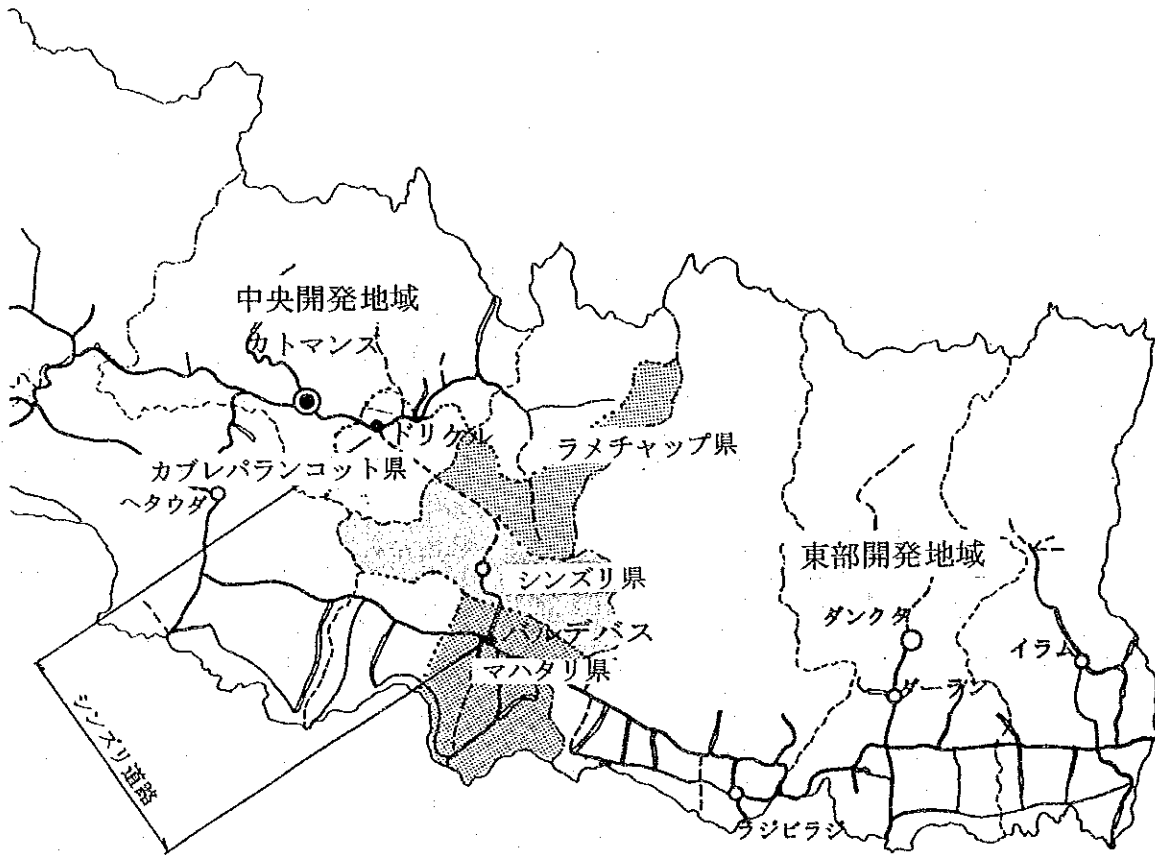 中央開発地域
カトマンズ
ドリケル
ラメチャップ県
カブレパランコット県
ヘタウダ
東部開発地域
シンズリ県
ダンクタ
バルデバス
イラム
マハタリ県
ダーラン
シンズリ道路
ラジビラジ